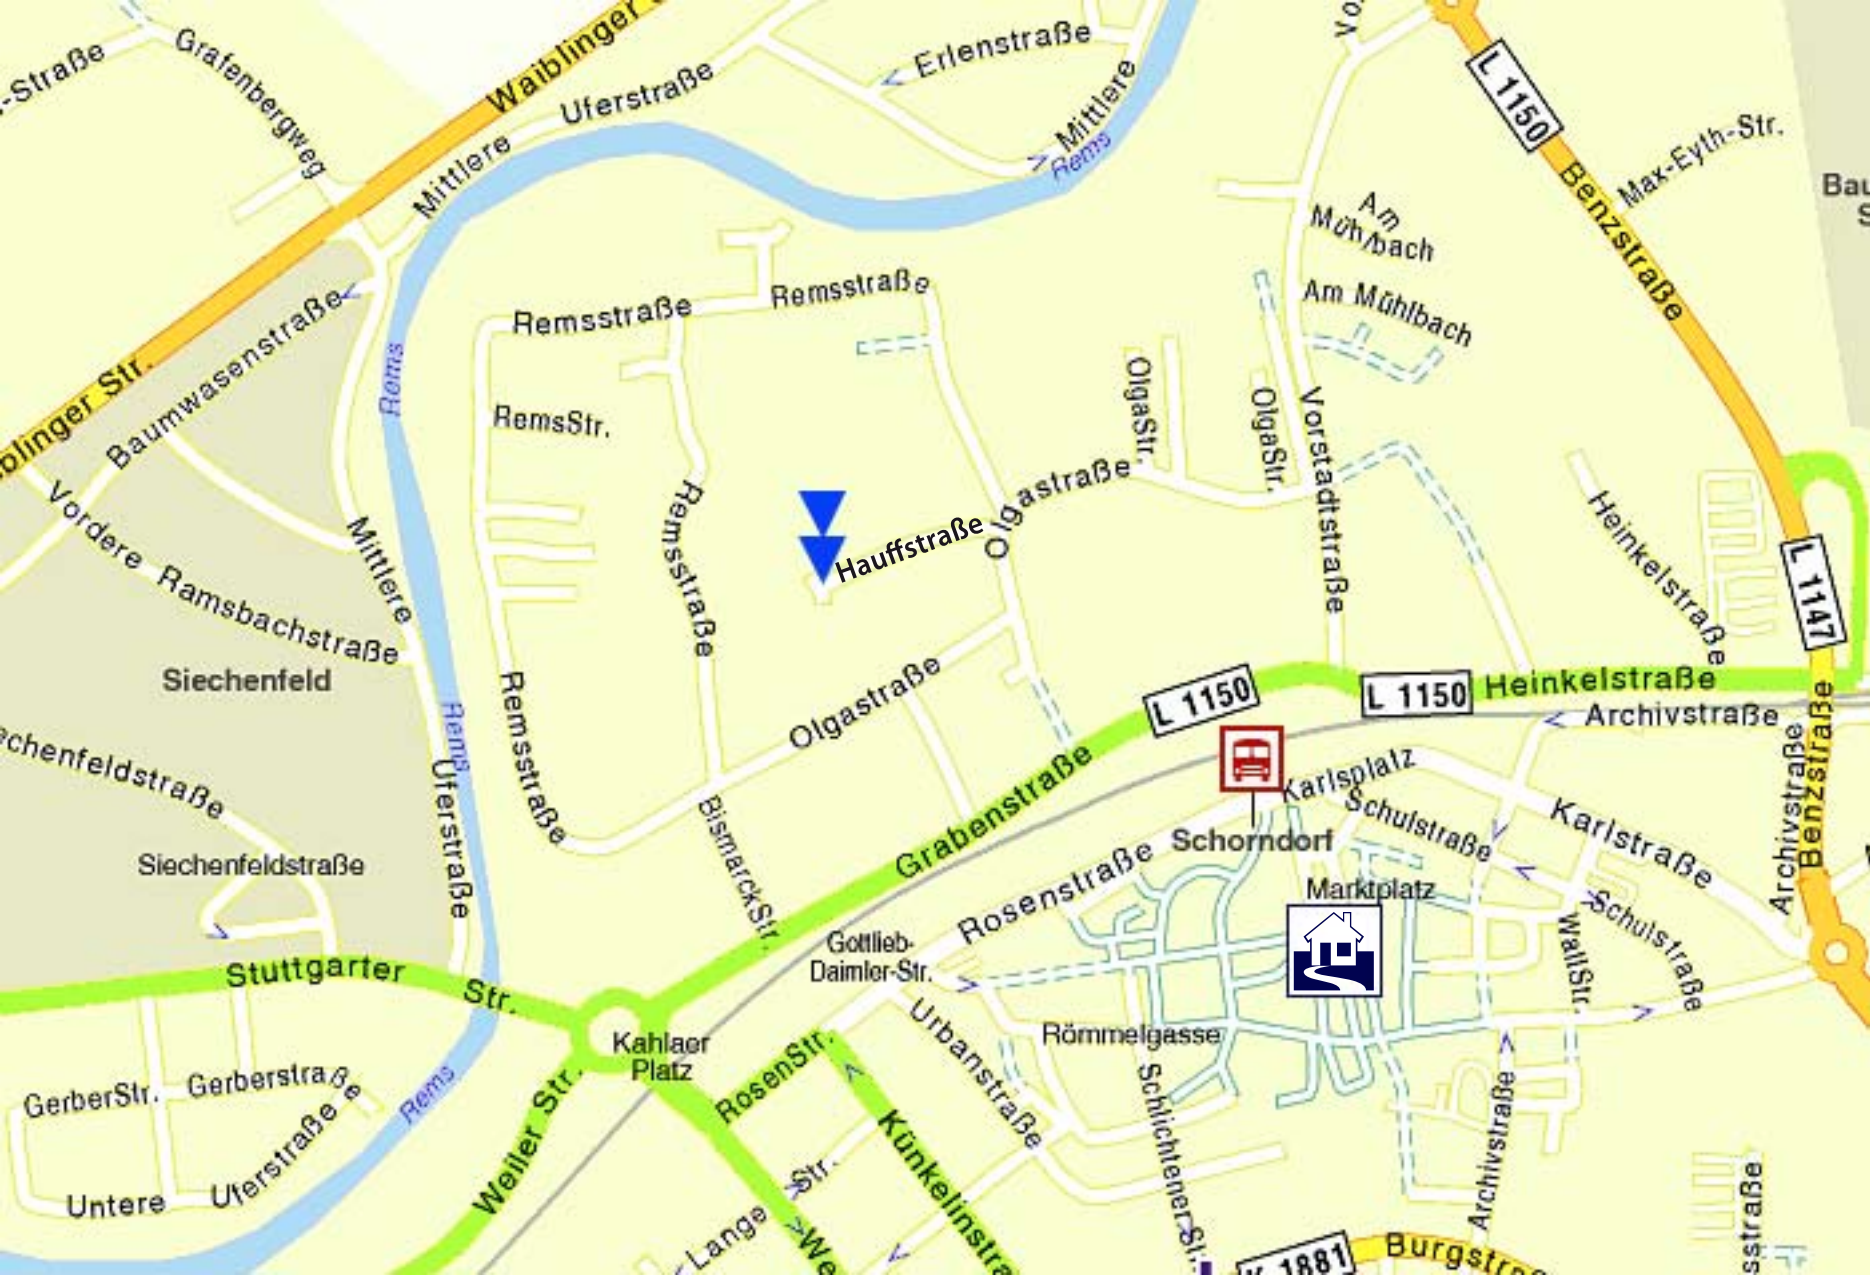 -Straße
Grafenbergweg
Waiblinger
Uferstraße
Mittlere
Erlenstraße
Mittlere
Rems
L 1150
Max-Eyth-Str.
Benzstraße
Am
Mühlbach
Am Mühlbach
Baumwasenstraße
Str.
Rems
Remsstraße
Remsstraße
RemsStr.
OlgaStr.
OlgaStr.
Vorstadtstraße
Vordere Ramsbachstraße
Mittlere
Remsstraße
Hauffstraße
Olgastraße
Heinkelstraße
L 1147
Siechenfeld
Rems
Uferstraße
Remsstraße
Olgastraße
L 1150
L 1150
Heinkelstraße
Archivstraße
Archivstraße
Benzstraße
Siechenfeldstraße
BismarckStr.
Grabenstraße
Karlsplatz
Schulstraße
Karlstraße
Schorndorf
Marktplatz
Rosenstraße
Schulstraße
WallStr.
Gottlieb-
Daimler-Str.
Stuttgarter Str.
Kahlaer
Platz
Römmelgasse
Urbanstraße
RosenStr.
GerberStr.
Gerberstraße
Rems
Untere Uferstraße
Weiler Str.
Künkelinstra
Schlichtener Str.
Archivstraße
Lange Str.
We
K 1881
Burgstraße
sstraße